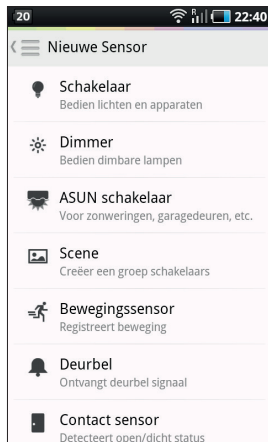 20
R
22:40
Nieuwe Sensor
Schakelaar
Bedien lichten en apparaten
Dimmer
Bedien dimbare lampen
ASUN schakelaar
Voor zonweringen, garagedeuren, etc.
Scene
Creëer een groep schakelaars
Bewegingssensor
Registreert beweging
Deurbel
Ontvangt deurbel signaal
Contact sensor
Detecteert open/dicht status